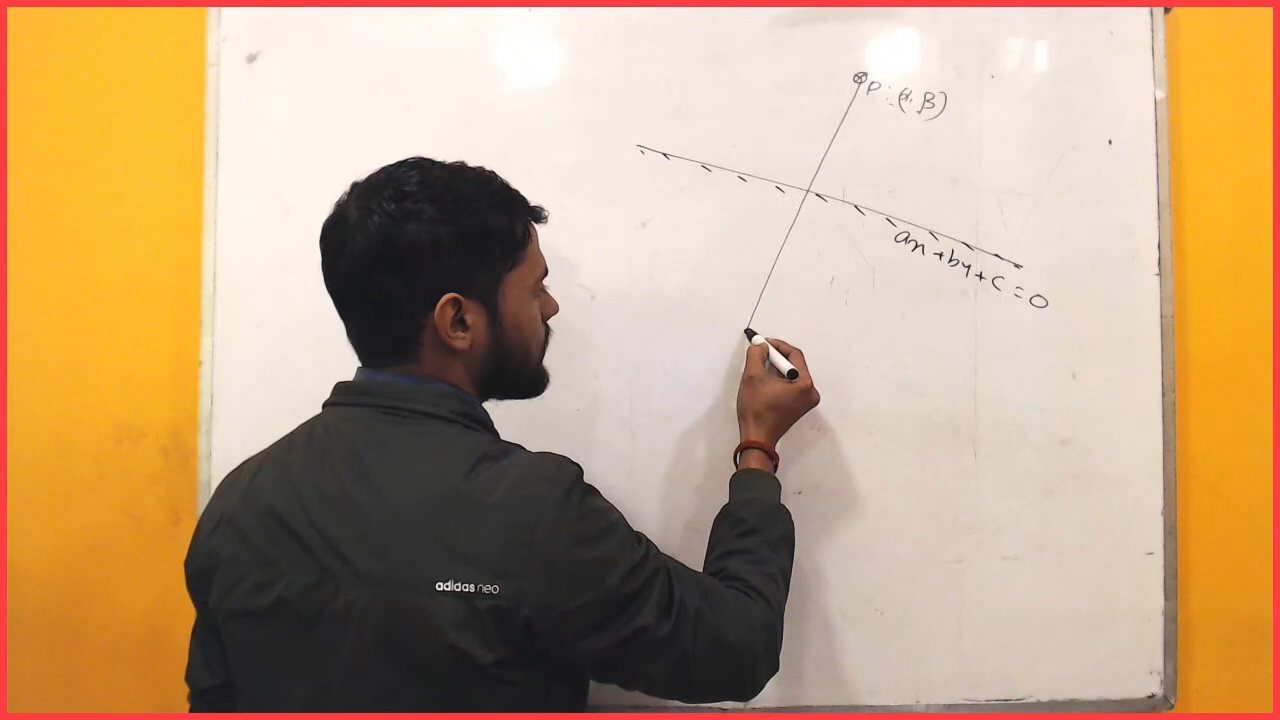 P: (α, β)
ax + by + c = 0
adidas neo